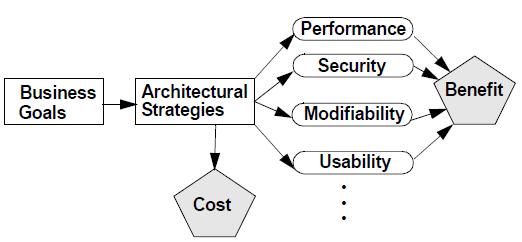 Performance
Security
Business
Goals
Architectural
Strategies
Benefit
Modifiability
Usability
Cost